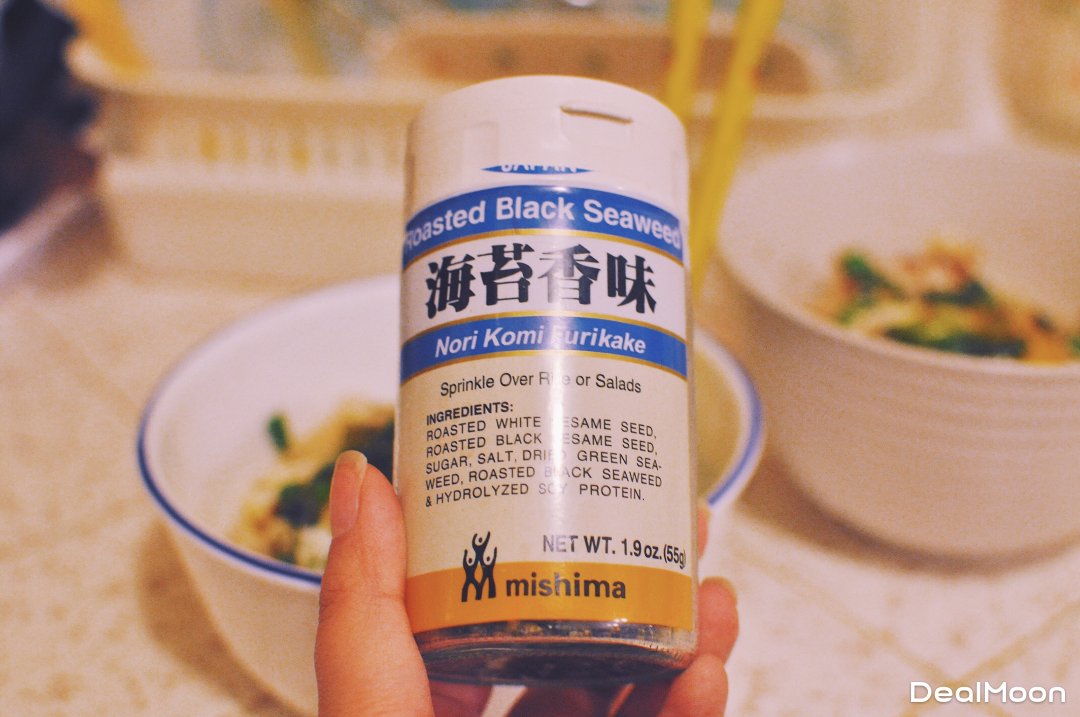 JAPAN
Roasted Black Seaweed
海苔香味
Nori Komi Furikake
Sprinkle Over Rice or Salads
INGREDIENTS:
ROASTED WHITE SESAME SEED,
ROASTED BLACK SESAME SEED,
SUGAR, SALT, DRIED GREEN SEA-
WEED, ROASTED BLACK SEAWEED
& HYDROLYZED SOY PROTEIN.
NET WT. 1.9 oz. (55g)
mishima
DealMoon